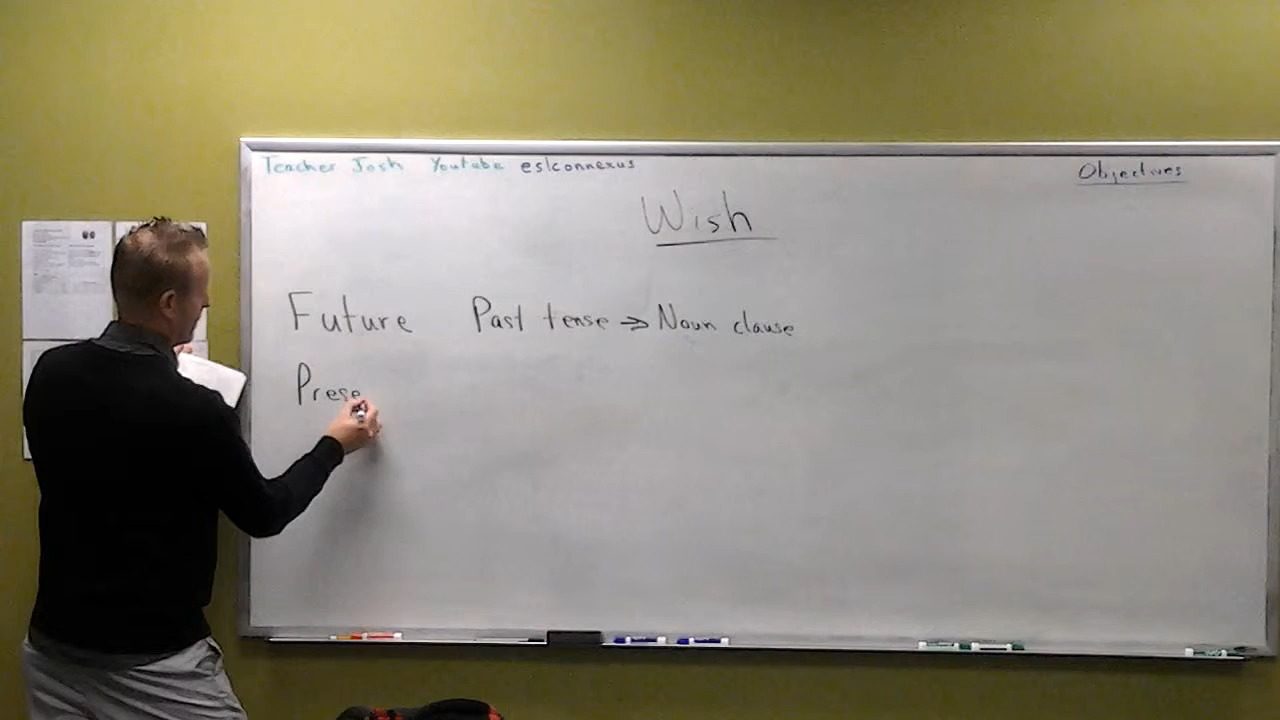 Teacher Josh Youtube eslconnexus
Objectives
Wish
Future Past tense → Noun clause
Prese